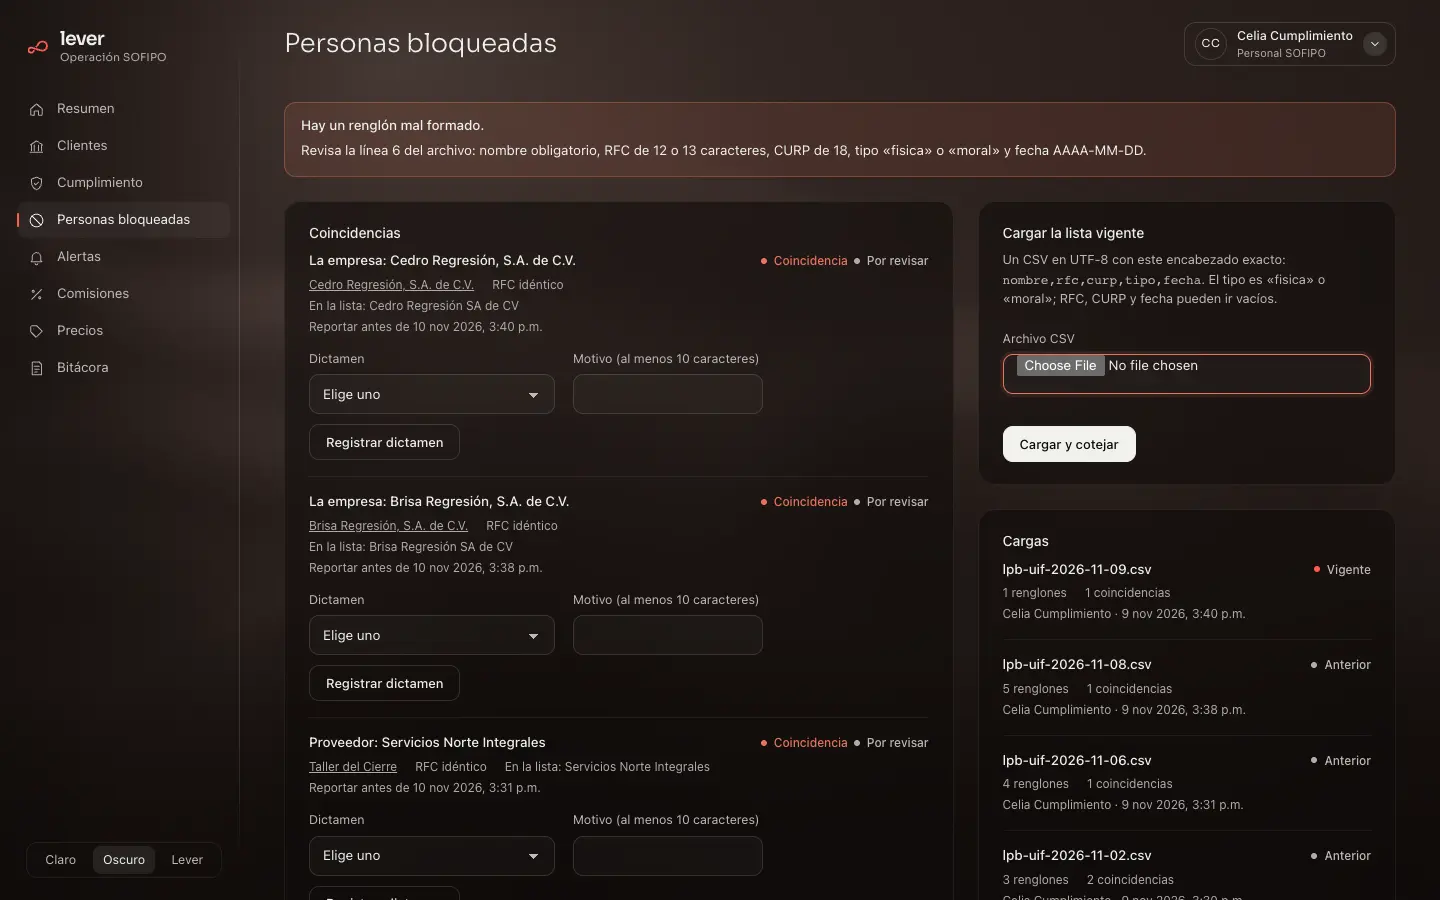 lever
Operación SOFIPO
Resumen
Clientes
Cumplimiento
Personas bloqueadas
Alertas
Comisiones
Precios
Bitácora
Claro
Oscuro
Lever
Personas bloqueadas
CC
Celia Cumplimiento
Personal SOFIPO
Hay un renglón mal formado.
Revisa la línea 6 del archivo: nombre obligatorio, RFC de 12 o 13 caracteres, CURP de 18, tipo «fisica» o «moral» y fecha AAAA-MM-DD.
Coincidencias
La empresa: Cedro Regresión, S.A. de C.V.
Coincidencia
Por revisar
Cedro Regresión, S.A. de C.V.
RFC idéntico
En la lista: Cedro Regresión SA de CV
Reportar antes de 10 nov 2026, 3:40 p.m.
Dictamen
Motivo (al menos 10 caracteres)
Elige uno
Registrar dictamen
La empresa: Brisa Regresión, S.A. de C.V.
Coincidencia
Por revisar
Brisa Regresión, S.A. de C.V.
RFC idéntico
En la lista: Brisa Regresión SA de CV
Reportar antes de 10 nov 2026, 3:38 p.m.
Dictamen
Motivo (al menos 10 caracteres)
Elige uno
Registrar dictamen
Proveedor: Servicios Norte Integrales
Coincidencia
Por revisar
Taller del Cierre
RFC idéntico
En la lista: Servicios Norte Integrales
Reportar antes de 10 nov 2026, 3:31 p.m.
Dictamen
Motivo (al menos 10 caracteres)
Elige uno
Cargar la lista vigente
Un CSV en UTF-8 con este encabezado exacto:
nombre,rfc,curp,tipo,fecha. El tipo es «fisica» o
«moral»; RFC, CURP y fecha pueden ir vacíos.
Archivo CSV
Choose File No file chosen
Cargar y cotejar
Cargas
lpb-uif-2026-11-09.csv
Vigente
1 renglones
1 coincidencias
Celia Cumplimiento · 9 nov 2026, 3:40 p.m.
lpb-uif-2026-11-08.csv
Anterior
5 renglones
1 coincidencias
Celia Cumplimiento · 9 nov 2026, 3:38 p.m.
lpb-uif-2026-11-06.csv
Anterior
4 renglones
1 coincidencias
Celia Cumplimiento · 9 nov 2026, 3:31 p.m.
lpb-uif-2026-11-02.csv
Anterior
3 renglones
2 coincidencias